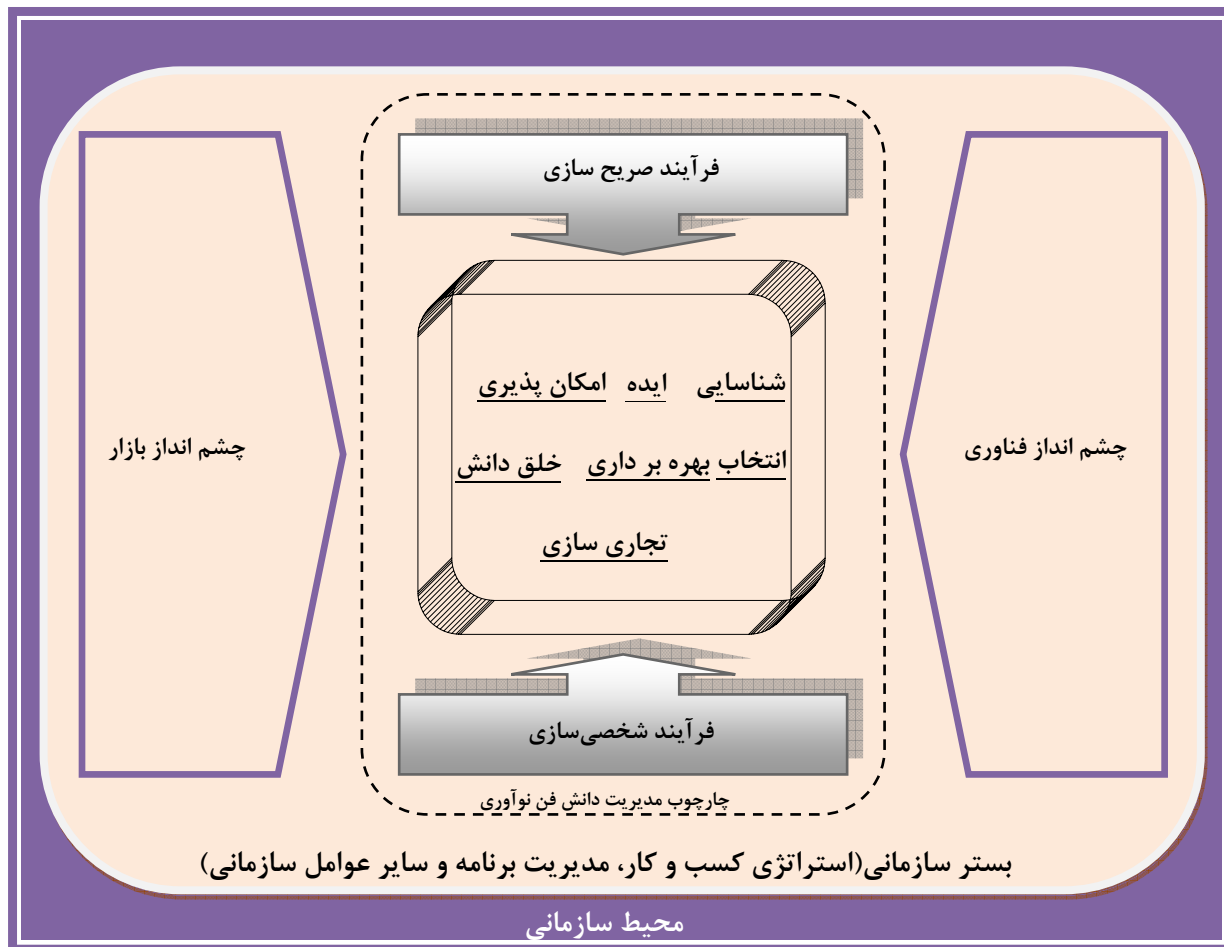 فرآیند صریح سازی
شناسایی ایده امکان پذیری
انتخاب بهره بر داری خلق دانش
تجاری سازی
چشم انداز فناوری
چشم انداز بازار
فرآیند شخصی‌سازی
چارچوب مدیریت دانش فن نوآوری
بستر سازمانی(استراتژی کسب و کار، مدیریت برنامه و سایر عوامل سازمانی)
محیط سازمانی